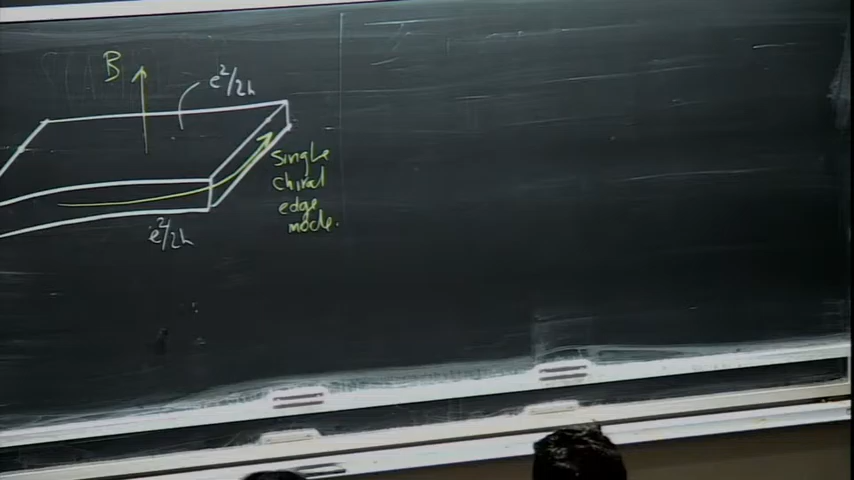 B
e²/2h
single
chiral
edge
mode.
e²/2h